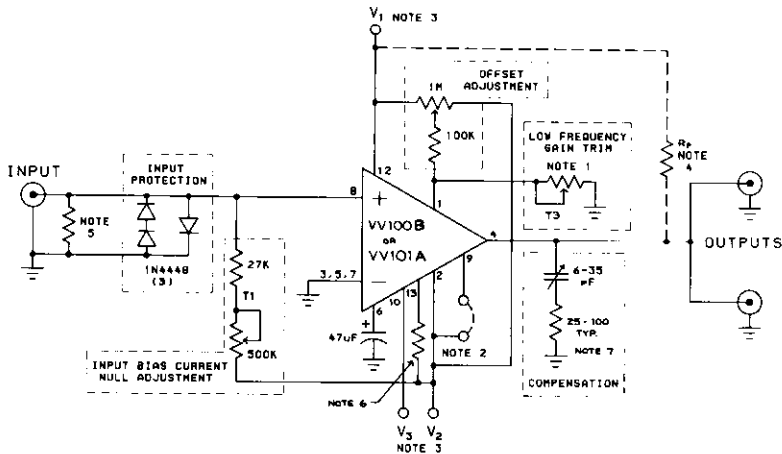 V1 NOTE 3
OFFSET
ADJUSTMENT
1M
100K
LOW FREQUENCY
GAIN TRIM
NOTE 1
T3
RP
NOTE
4
INPUT
INPUT
PROTECTION
NOTE
5
1N4448
(3)
12
8
+
1
VV100B
OR
VV101A
4
9
2
3,5,7
−
6
10
13
27K
T1
500K
INPUT BIAS CURRENT
NULL ADJUSTMENT
+
47uF
NOTE 2
NOTE 6
V3
V2
NOTE 3
6-35
pF
25-100
TYP.
NOTE 7
COMPENSATION
OUTPUTS